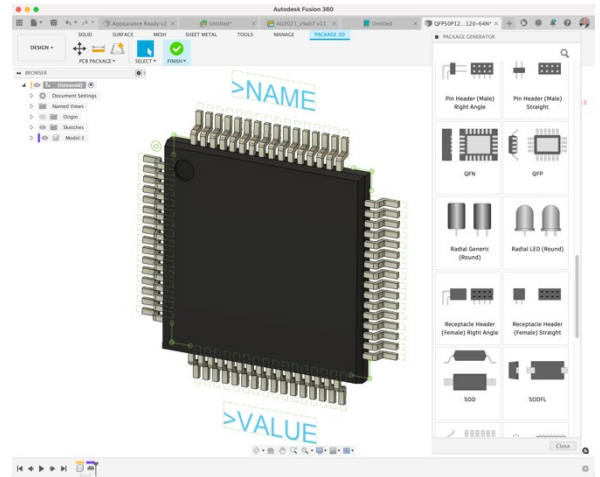 Autodesk Fusion 360
Appearance Ready v2
Untitled*
AU2021_v9a07 v11
Untitled
QFP50P12...120-64N*
SOLID
SURFACE
MESH
SHEET METAL
TOOLS
MANAGE
PACKAGE 3D
DESIGN
PCB PACKAGE
SELECT
FINISH
PACKAGE GENERATOR
BROWSER
(Unsaved)
Document Settings
Named Views
Origin
Sketches
Model 1
>NAME
>VALUE
Pin Header (Male)
Right Angle
Pin Header (Male)
Straight
QFN
QFP
Radial Generic
(Round)
Radial LED (Round)
Receptacle Header
(Female) Right Angle
Receptacle Header
(Female) Straight
SOD
SODFL
Close